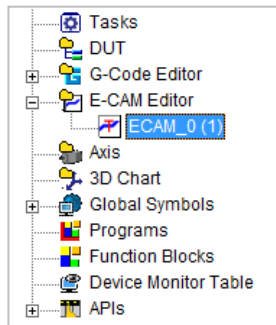 Tasks
DUT
G-Code Editor
E-CAM Editor
ECAM_0 (1)
Axis
3D Chart
Global Symbols
Programs
Function Blocks
Device Monitor Table
APIs